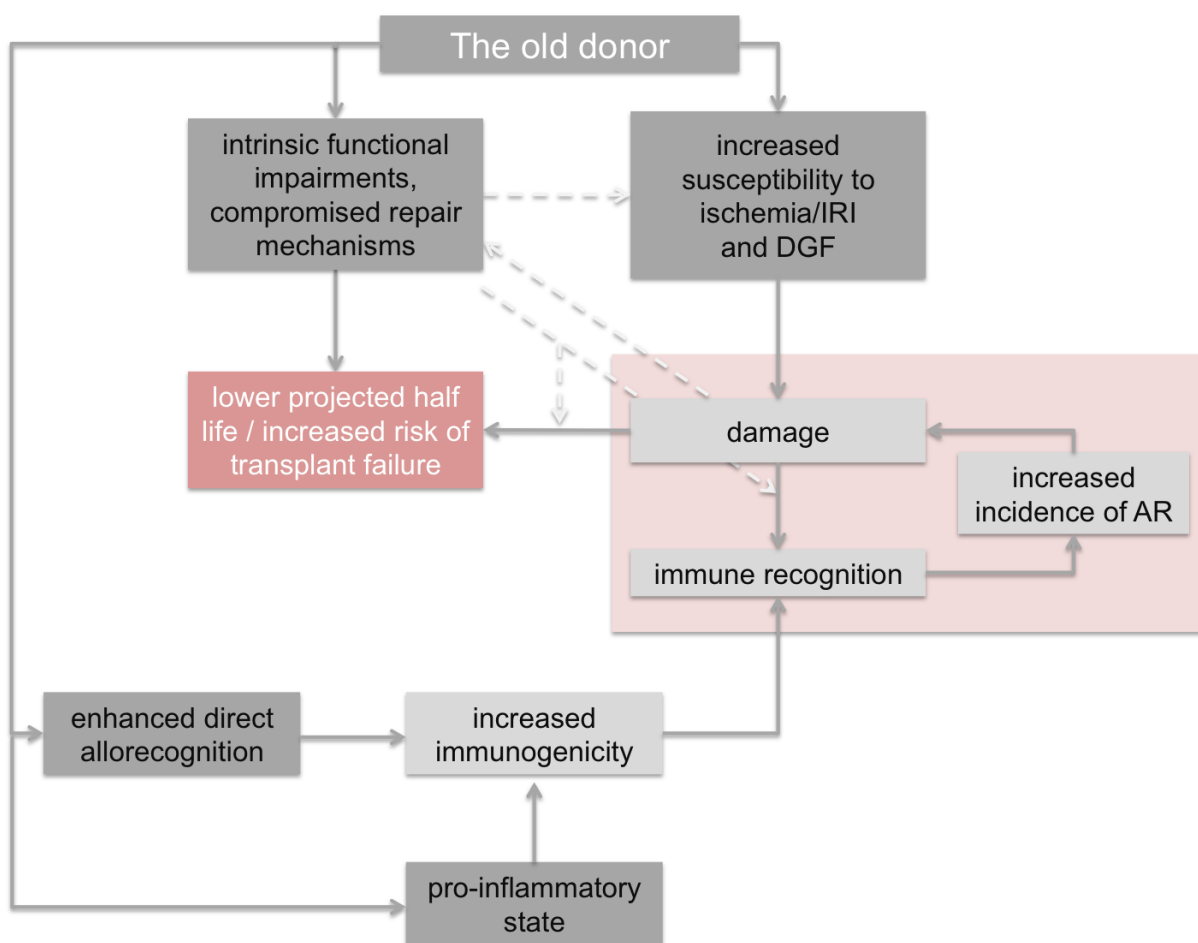 The old donor
intrinsic functional
impairments,
compromised repair
mechanisms
increased
susceptibility to
ischemia/IRI
and DGF
lower projected half
life / increased risk of
transplant failure
damage
increased
incidence of AR
immune recognition
enhanced direct
allorecognition
increased
immunogenicity
pro-inflammatory
state